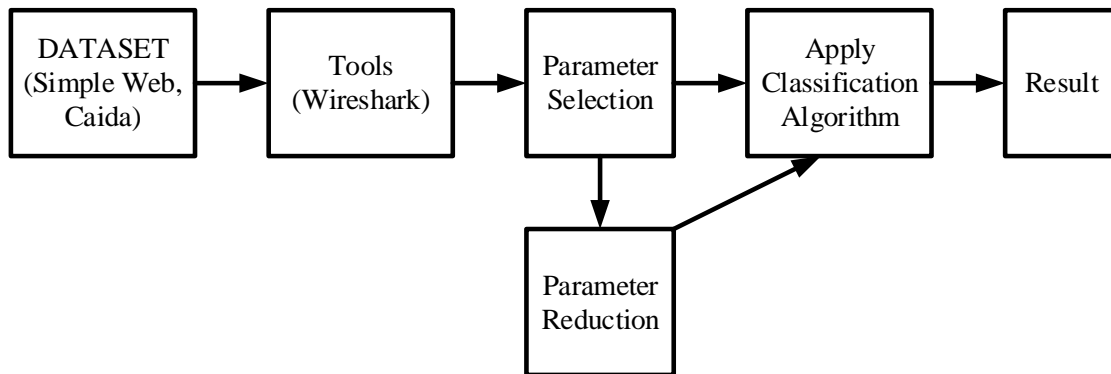 DATASET
(Simple Web,
Caida)
Tools
(Wireshark)
Parameter
Selection
Apply
Classification
Algorithm
Result
Parameter
Reduction